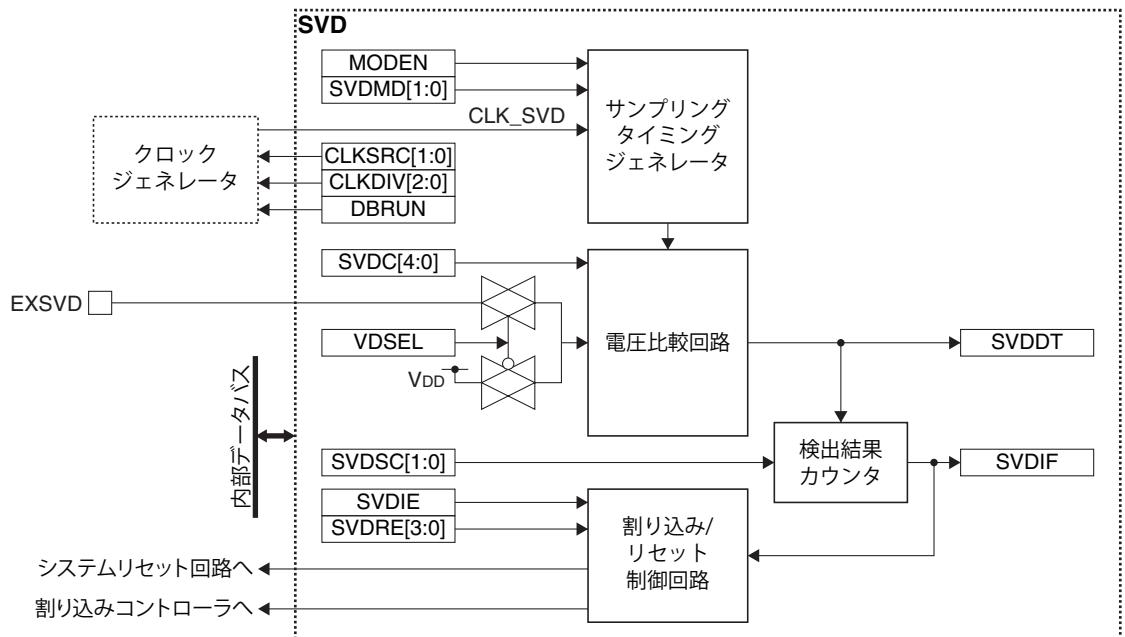 SVD
MODEN
SVDMD[1:0]
CLK_SVD
サンプリング
タイミング
ジェネレータ
クロック
ジェネレータ
CLKSRC[1:0]
CLKDIV[2:0]
DBRUN
SVDC[4:0]
EXSVD
VDSEL
VDD
電圧比較回路
SVDDT
内部データバス
SVDSC[1:0]
検出結果
カウンタ
SVDIF
SVDIE
SVDRE[3:0]
割り込み/
リセット
制御回路
システムリセット回路へ
割り込みコントローラへ